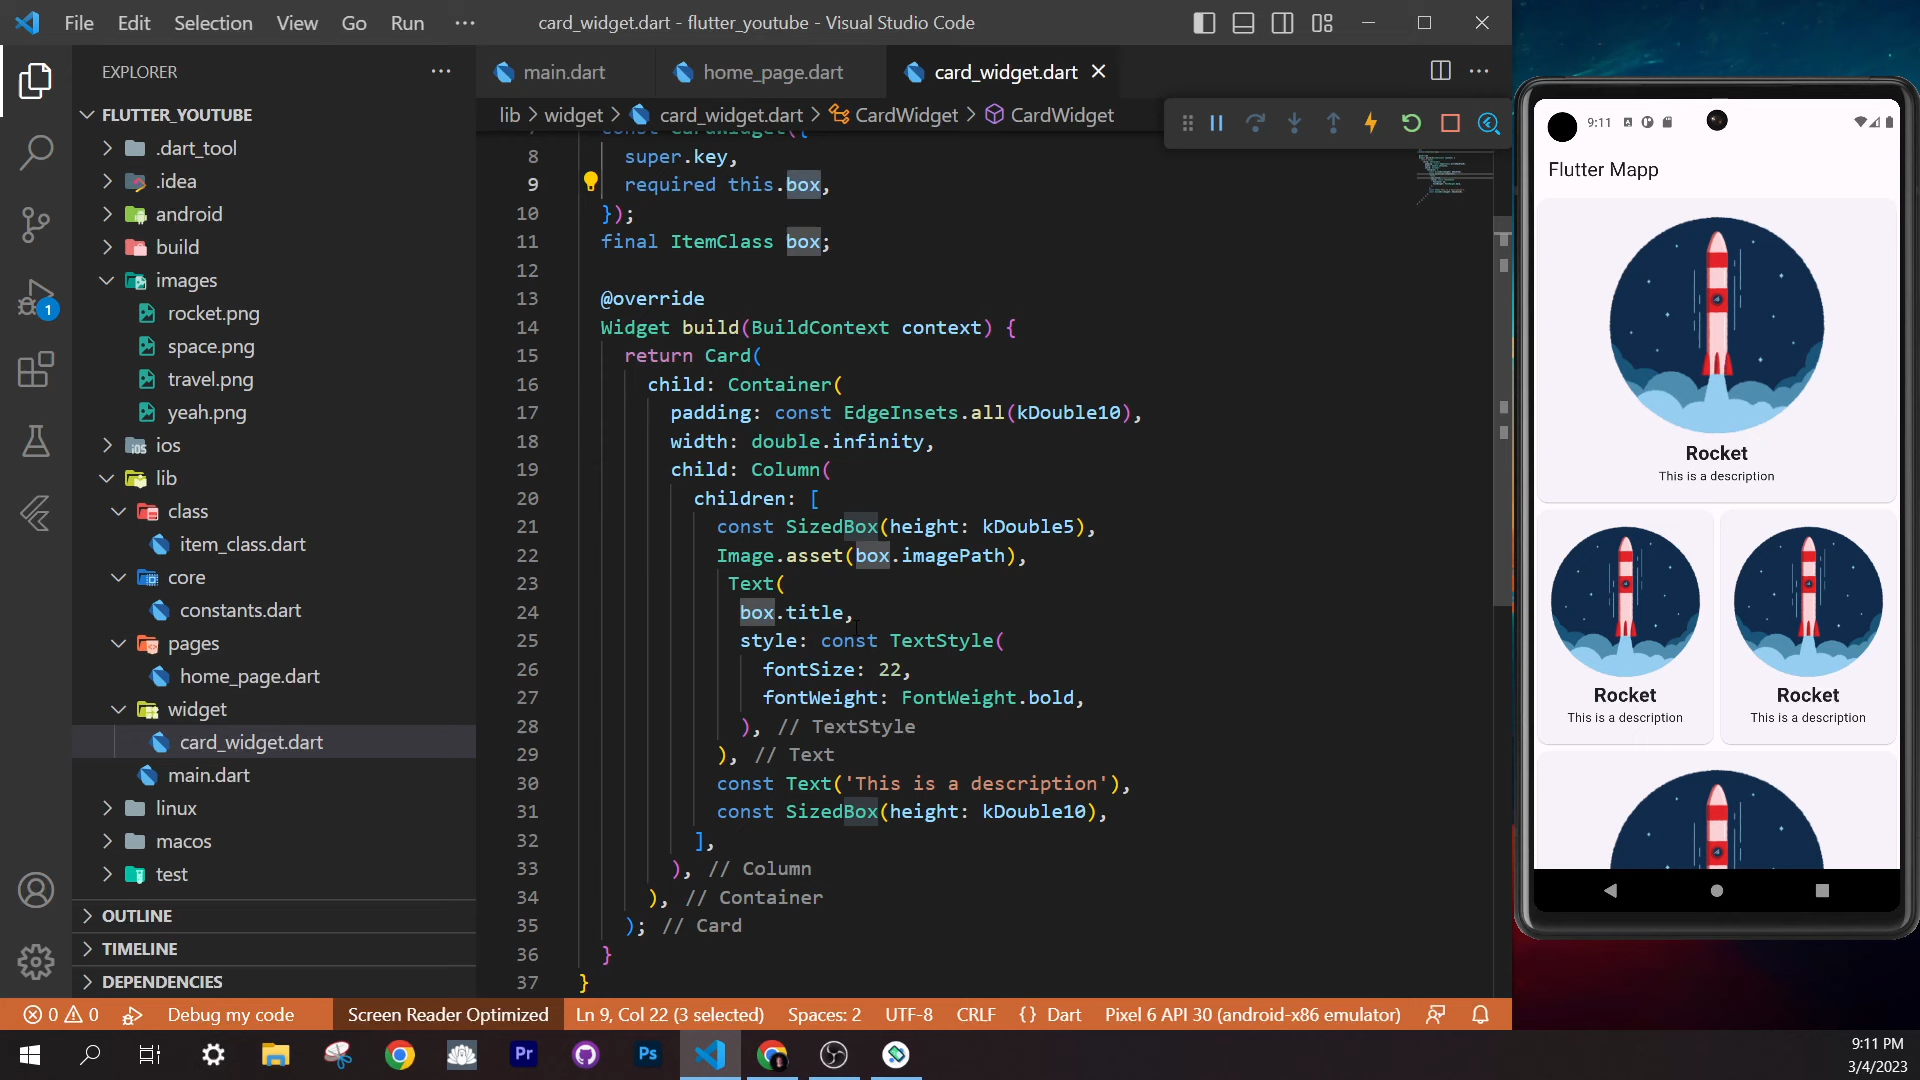 File Edit Selection View Go Run ··· card_widget.dart - flutter_youtube - Visual Studio Code
EXPLORER ···
main.dart home_page.dart card_widget.dart
FLUTTER_YOUTUBE
lib > widget > card_widget.dart > CardWidget > CardWidget
.dart_tool
.idea
android
build
images
rocket.png
space.png
travel.png
yeah.png
ios
lib
class
item_class.dart
core
constants.dart
pages
home_page.dart
widget
card_widget.dart
main.dart
linux
macos
test
OUTLINE
TIMELINE
DEPENDENCIES
1
const CardWidget({
8 super.key,
9 required this.box,
10 });
11 final ItemClass box;
12
13 @override
14 Widget build(BuildContext context) {
15 return Card(
16 child: Container(
17 padding: const EdgeInsets.all(kDouble10),
18 width: double.infinity,
19 child: Column(
20 children: [
21 const SizedBox(height: kDouble5),
22 Image.asset(box.imagePath),
23 Text(
24 box.title,
25 style: const TextStyle(
26 fontSize: 22,
27 fontWeight: FontWeight.bold,
28 ), // TextStyle
29 ), // Text
30 const Text('This is a description'),
31 const SizedBox(height: kDouble10),
32 ],
33 ), // Column
34 ), // Container
35 ); // Card
36 }
37 }
9:11
Flutter Mapp
Rocket
This is a description
Rocket Rocket
This is a description This is a description
0 0 Debug my code Screen Reader Optimized Ln 9, Col 22 (3 selected) Spaces: 2 UTF-8 CRLF {} Dart Pixel 6 API 30 (android-x86 emulator)
Pr Ps
9:11 PM
3/4/2023